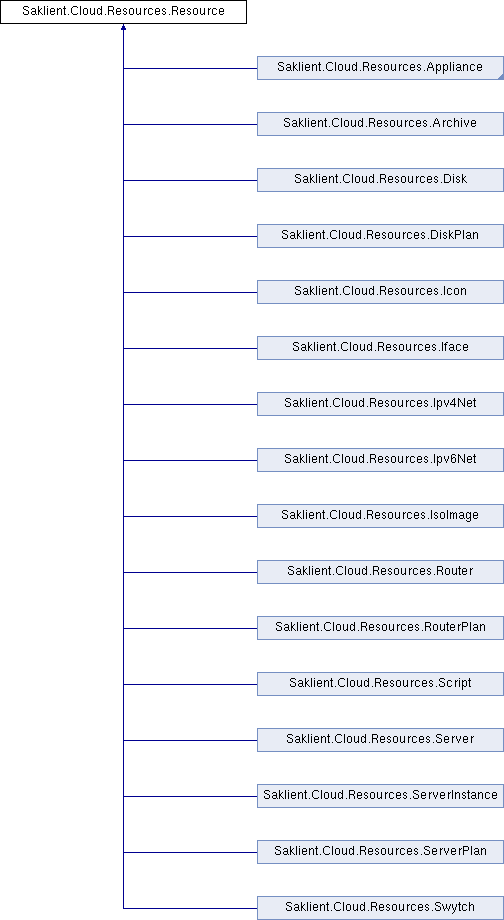 Saklient.Cloud.Resources.Resource
Saklient.Cloud.Resources.Appliance
Saklient.Cloud.Resources.Archive
Saklient.Cloud.Resources.Disk
Saklient.Cloud.Resources.DiskPlan
Saklient.Cloud.Resources.Icon
Saklient.Cloud.Resources.Iface
Saklient.Cloud.Resources.Ipv4Net
Saklient.Cloud.Resources.Ipv6Net
Saklient.Cloud.Resources.IsoImage
Saklient.Cloud.Resources.Router
Saklient.Cloud.Resources.RouterPlan
Saklient.Cloud.Resources.Script
Saklient.Cloud.Resources.Server
Saklient.Cloud.Resources.ServerInstance
Saklient.Cloud.Resources.ServerPlan
Saklient.Cloud.Resources.Swytch